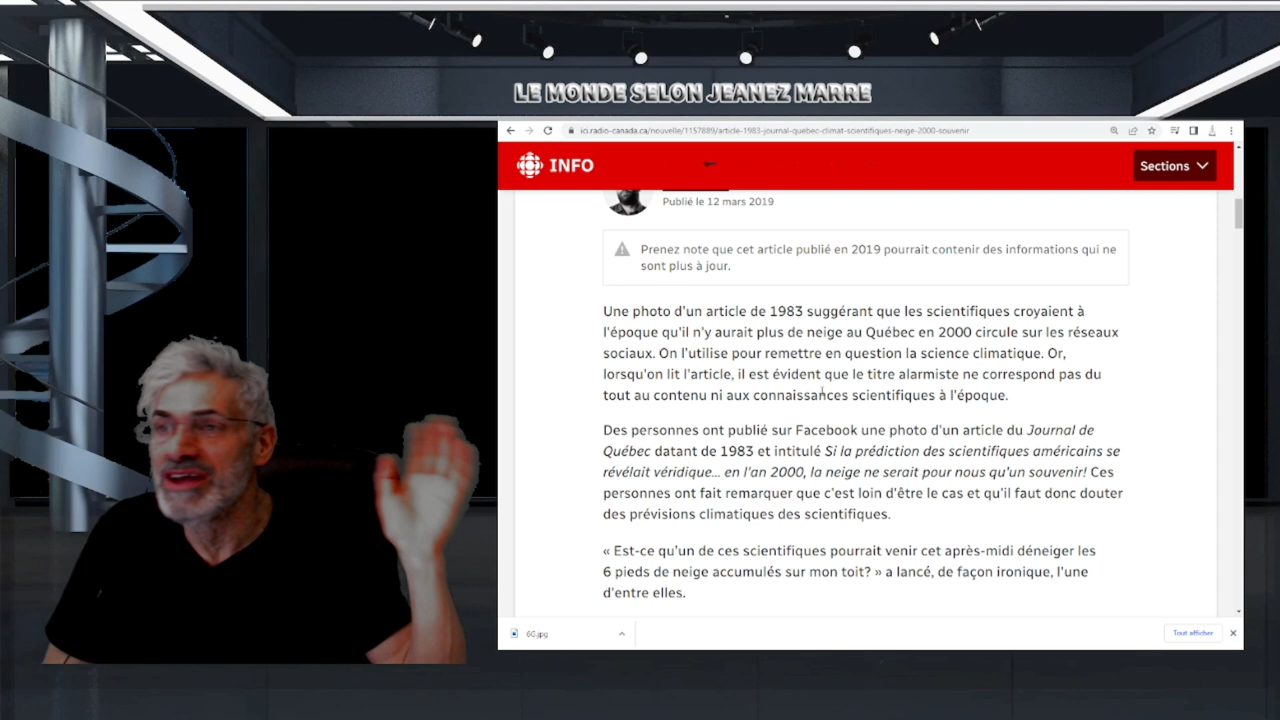 LE MONDE SELON JEANEZ MARRE
ici.radio-canada.ca/nouvelle/1157889/article-1983-journal-quebec-climat-scientifiques-neige-2000-souvenir
INFO
Sections
Publié le 12 mars 2019
Prenez note que cet article publié en 2019 pourrait contenir des informations qui ne
sont plus à jour.
Une photo d'un article de 1983 suggérant que les scientifiques croyaient à
l'époque qu'il n'y aurait plus de neige au Québec en 2000 circule sur les réseaux
sociaux. On l'utilise pour remettre en question la science climatique. Or,
lorsqu'on lit l'article, il est évident que le titre alarmiste ne correspond pas du
tout au contenu ni aux connaissances scientifiques à l'époque.
Des personnes ont publié sur Facebook une photo d'un article du Journal de
Québec datant de 1983 et intitulé Si la prédiction des scientifiques américains se
révélait véridique... en l'an 2000, la neige ne serait pour nous qu'un souvenir! Ces
personnes ont fait remarquer que c'est loin d'être le cas et qu'il faut donc douter
des prévisions climatiques des scientifiques.
« Est-ce qu'un de ces scientifiques pourrait venir cet après-midi déneiger les
6 pieds de neige accumulés sur mon toit? » a lancé, de façon ironique, l'une
d'entre elles.
6G.jpg
Tout afficher